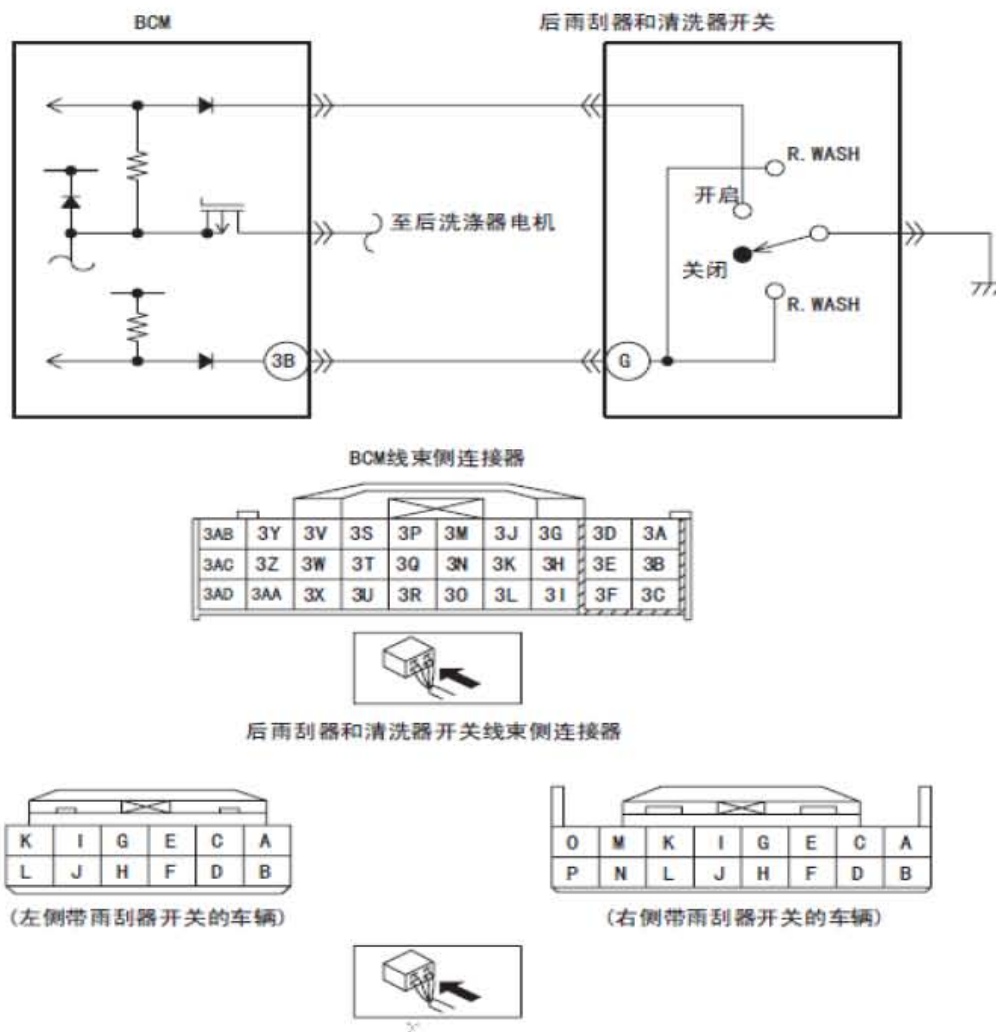 BCM
后雨刮器和清洗器开关
R. WASH
开启
至后洗涤器电机
关闭
R. WASH
3B
G
BCM线束侧连接器
3AB 3Y 3V 3S 3P 3M 3J 3G 3D 3A
3AC 3Z 3W 3T 3Q 3N 3K 3H 3E 3B
3AD 3AA 3X 3U 3R 3O 3L 3I 3F 3C
后雨刮器和清洗器开关线束侧连接器
K I G E C A
L J H F D B
(左侧带雨刮器开关的车辆)
O M K I G E C A
P N L J H F D B
(右侧带雨刮器开关的车辆)